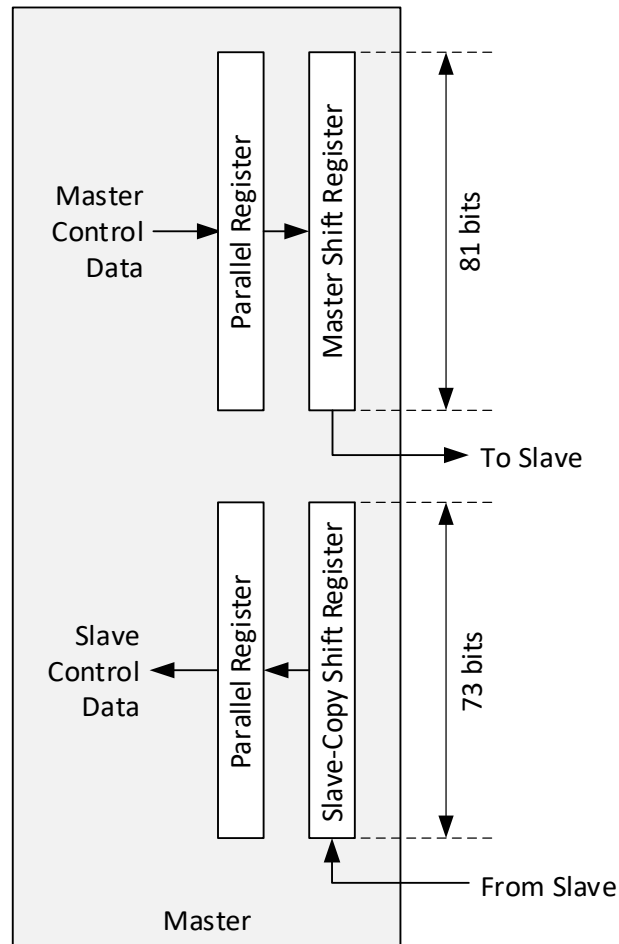 Master
Control
Data
Parallel Register
Master Shift Register
81 bits
To Slave
Slave
Control
Data
Parallel Register
Slave-Copy Shift Register
73 bits
From Slave
Master